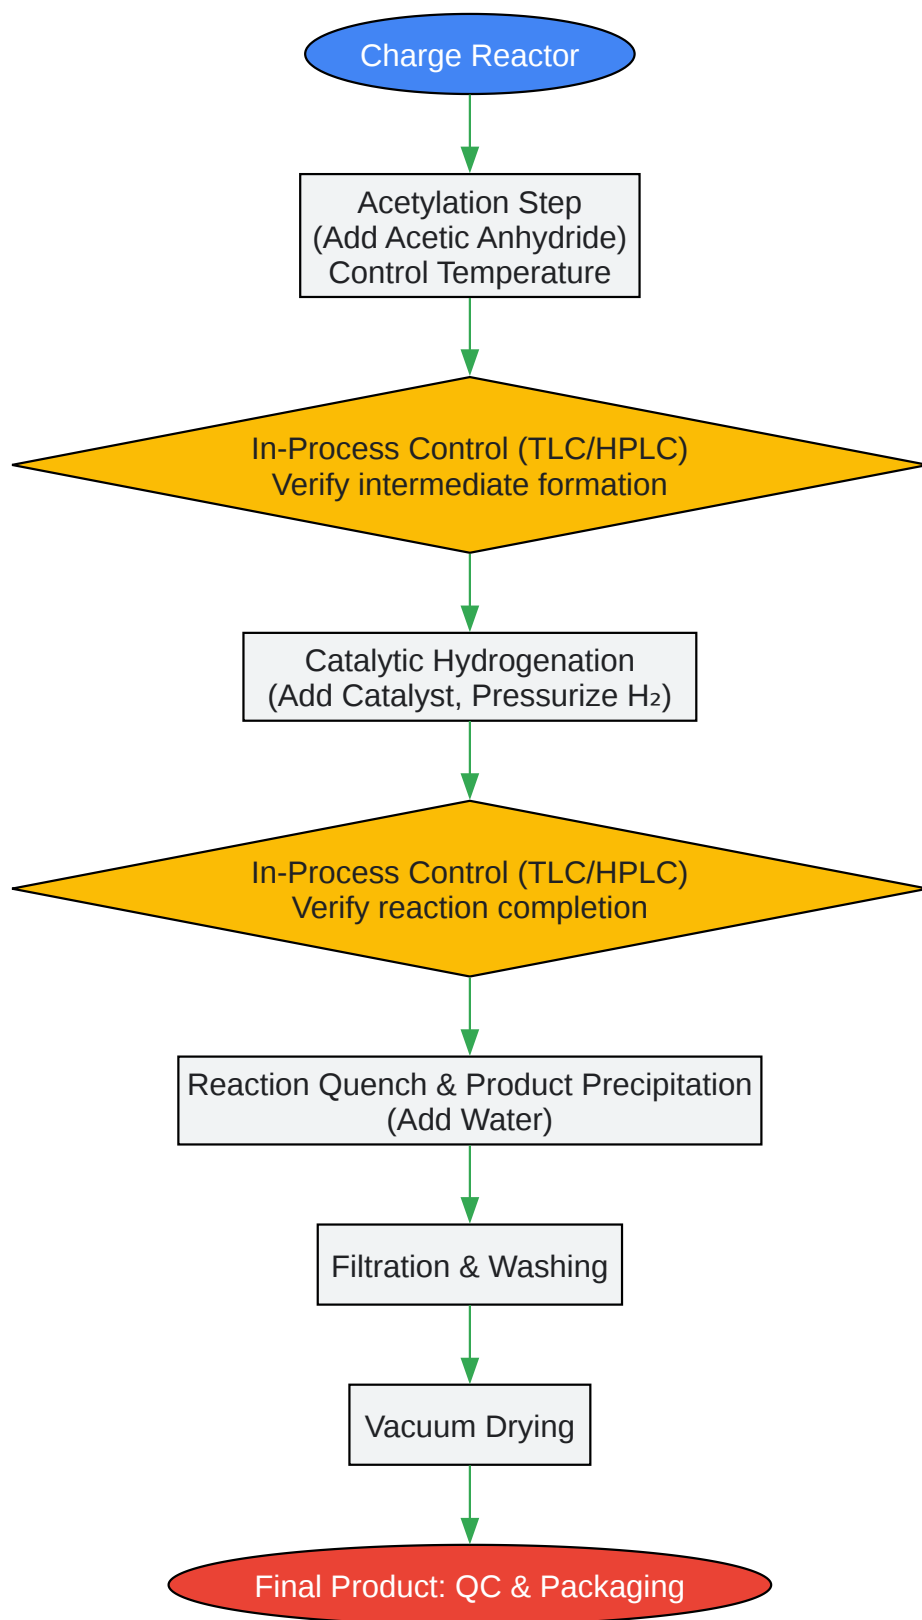 Charge Reactor
Acetylation Step
(Add Acetic Anhydride)
Control Temperature
In-Process Control (TLC/HPLC)
Verify intermediate formation
Catalytic Hydrogenation
(Add Catalyst, Pressurize H₂)
In-Process Control (TLC/HPLC)
Verify reaction completion
Reaction Quench & Product Precipitation
(Add Water)
Filtration & Washing
Vacuum Drying
Final Product: QC & Packaging